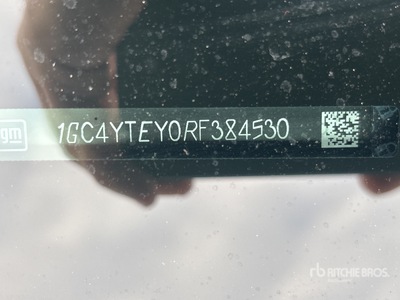 gm
1GC4YTEY0RF384530
rb RITCHIE BROS.